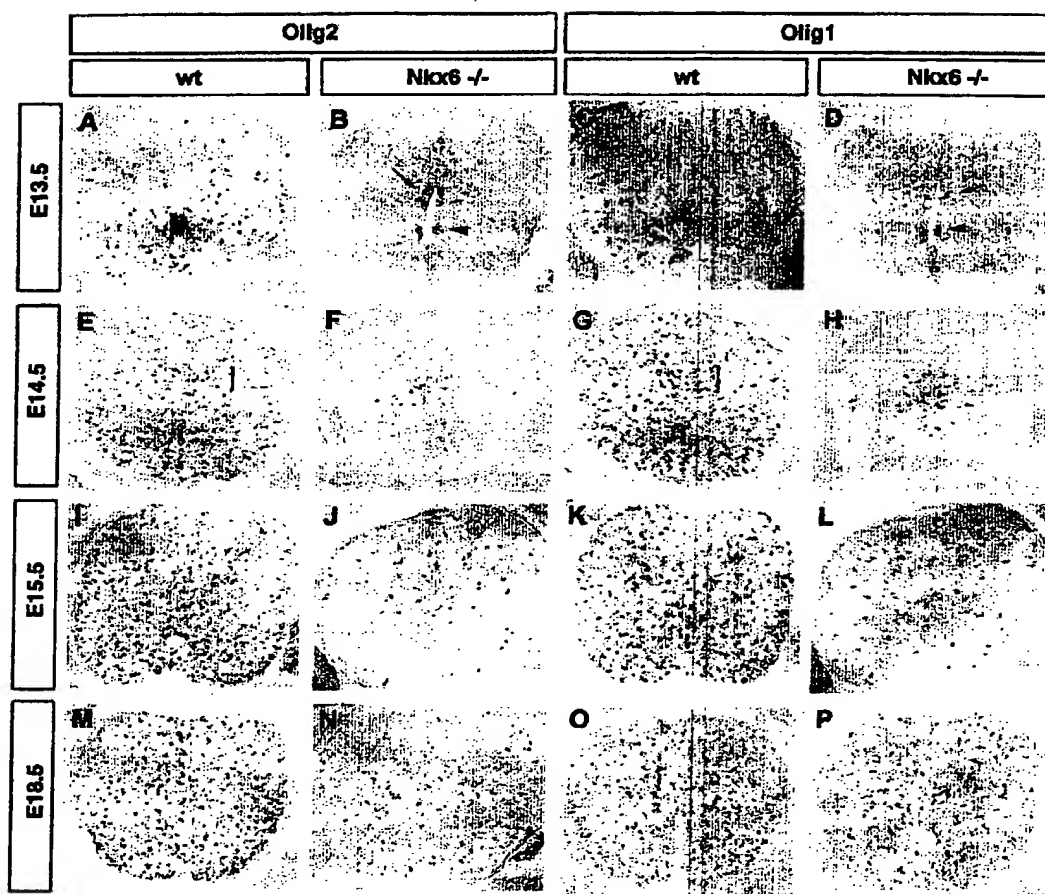 Olig2 Olig1
wt Nkx6 -/- wt Nkx6 -/-
E13.5 A B C D
E14.5 E F G H
E15.5 I J K L
E18.5 M N O P